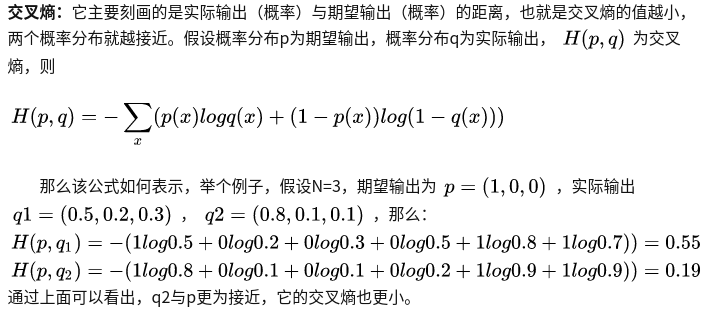 交叉熵：它主要刻画的是实际输出（概率）与期望输出（概率）的距离，也就是交叉熵的值越小，
两个概率分布就越接近。假设概率分布p为期望输出，概率分布q为实际输出， H(p,q) 为交叉
熵，则
H(p,q) = −∑ₓ(p(x)logq(x) + (1 − p(x))log(1 − q(x)))
那么该公式如何表示，举个例子，假设N=3，期望输出为 p = (1,0,0) ，实际输出
q1 = (0.5,0.2,0.3) ， q2 = (0.8,0.1,0.1) ，那么：
H(p,q₁) = −(1log0.5 + 0log0.2 + 0log0.3 + 0log0.5 + 1log0.8 + 1log0.7)) = 0.55
H(p,q₂) = −(1log0.8 + 0log0.1 + 0log0.1 + 0log0.2 + 1log0.9 + 1log0.9)) = 0.19
通过上面可以看出，q2与p更为接近，它的交叉熵也更小。